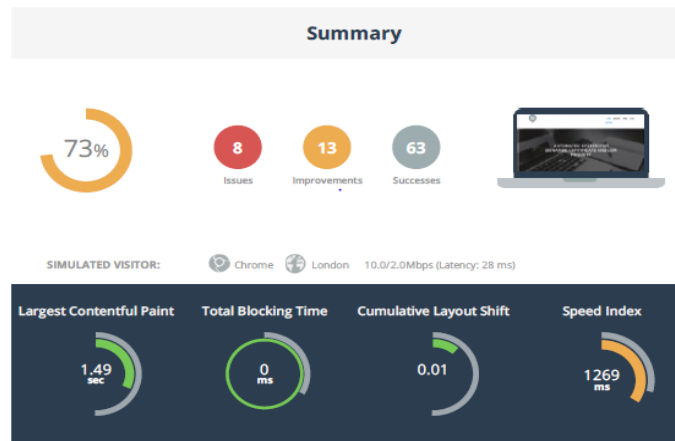 Summary
73%
8
13
63
Issues
Improvements
Successes
SIMULATED VISITOR:
Chrome
London
10.0/2.0Mbps (Latency: 28 ms)
Largest Contentful Paint
Total Blocking Time
Cumulative Layout Shift
Speed Index
1.49
sec
0
ms
0.01
1269
ms